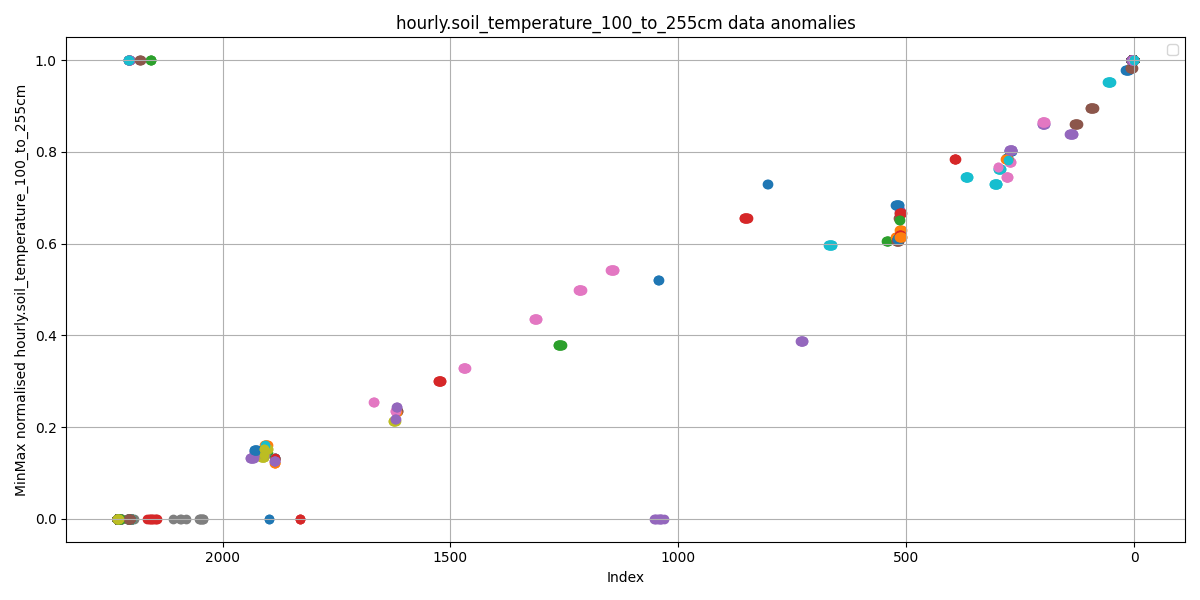 hourly.soil_temperature_100_to_255cm data anomalies
MinMax normalised hourly.soil_temperature_100_to_255cm
1.0
0.8
0.6
0.4
0.2
0.0
2000 1500 1000 500 0
Index